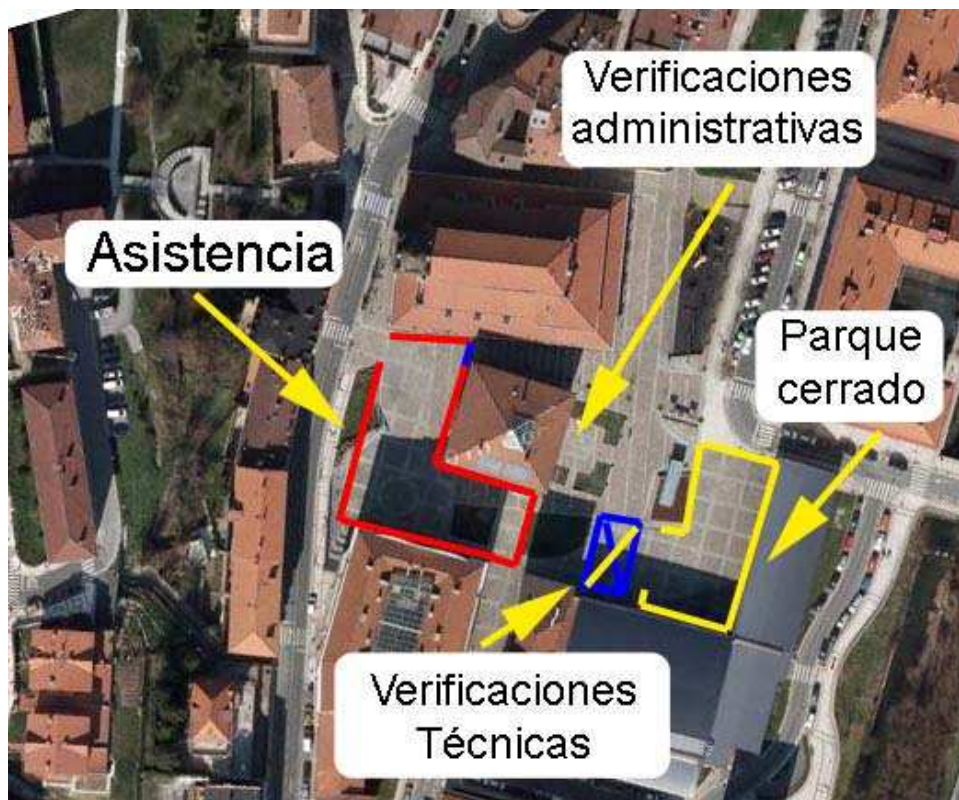 Verificaciones
administrativas
Asistencia
Parque
cerrado
Verificaciones
Técnicas